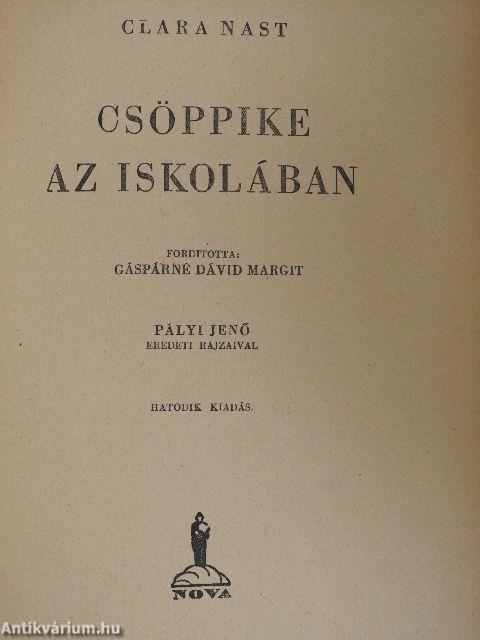 CLARA NAST
CSÖPPIKE
AZ ISKOLÁBAN
FORDITOTTA:
GÁSPÁRNÉ DÁVID MARGIT
PÁLYI JENŐ
EREDETI RAJZAIVAL
HATODIK KIADÁS.
NOVA
Antikvárium.hu